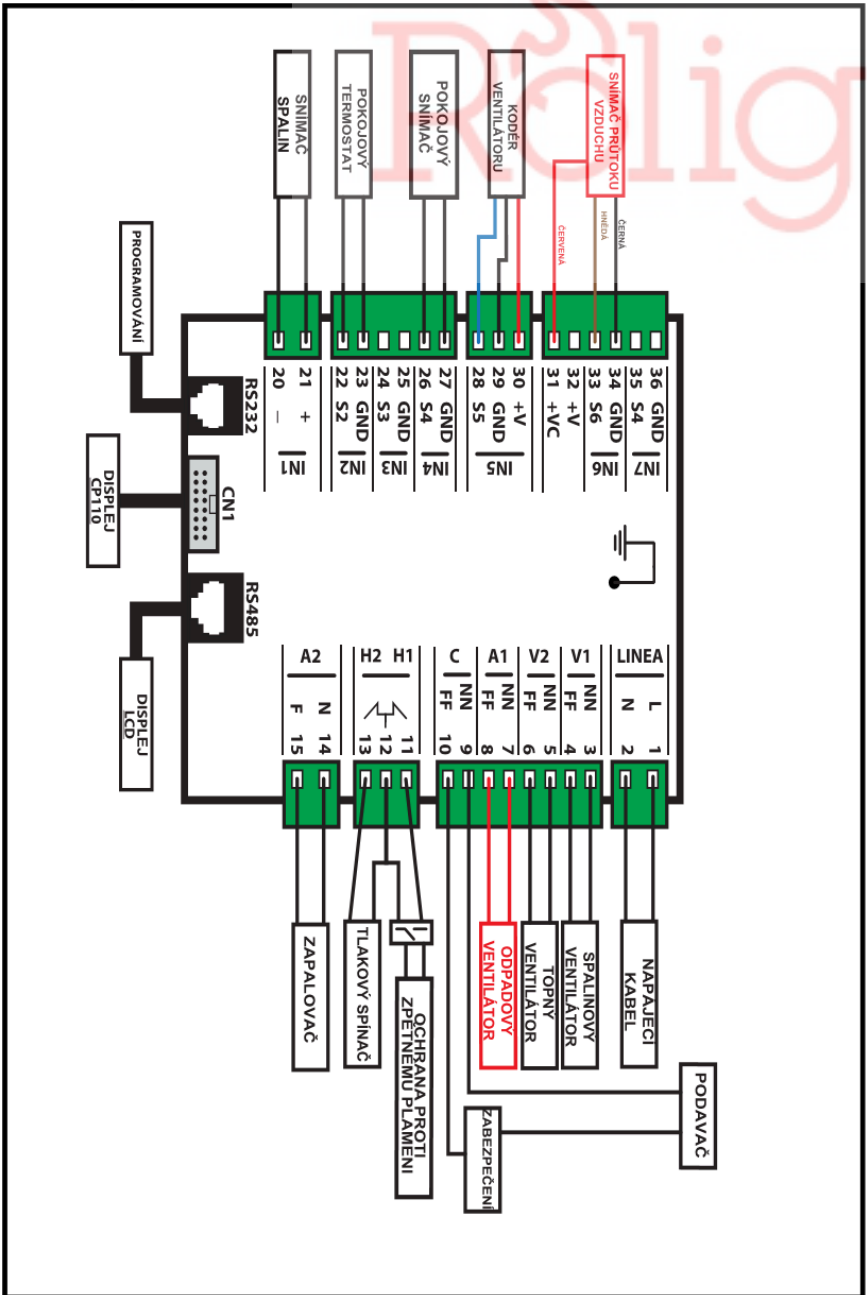 Rolig
SNÍMAČ
SPALIN
POKOJOVÝ
TERMOSTAT
POKOJOVÝ
SNÍMAČ
KODÉR
VENTILÁTORU
SNÍMAČ PRŮTOKU
VZDUCHU
ČERVENÁ
HNĚDÁ
ČERNÁ
20 –
21 +
IN1
22 S2
23 GND
IN2
24 S3
25 GND
IN3
26 S4
27 GND
IN4
28 S5
29 GND
30 +V
IN5
31 +VC
32 +V
33 S6
34 GND
IN6
35 S4
36 GND
IN7
PROGRAMOVÁNÍ
RS232
DISPLEJ
CP110
CN1
DISPLEJ
LCD
RS485
A2
F 15
N 14
H2 H1
13
12
11
C
FF 10
NN 9
A1
FF 8
NN 7
V2
FF 6
NN 5
V1
FF 4
NN 3
LINEA
N 2
L 1
ZAPALOVAČ
TLAKOVÝ SPÍNAČ
OCHRANA PROTI
ZPĚTNÉMU PLAMENI
ODPADOVY
VENTILÁTOR
TOPNY
VENTILÁTOR
SPALINOVY
VENTILÁTOR
NAPAJECI
KABEL
ZABEZPEČENÍ
PODAVAČ